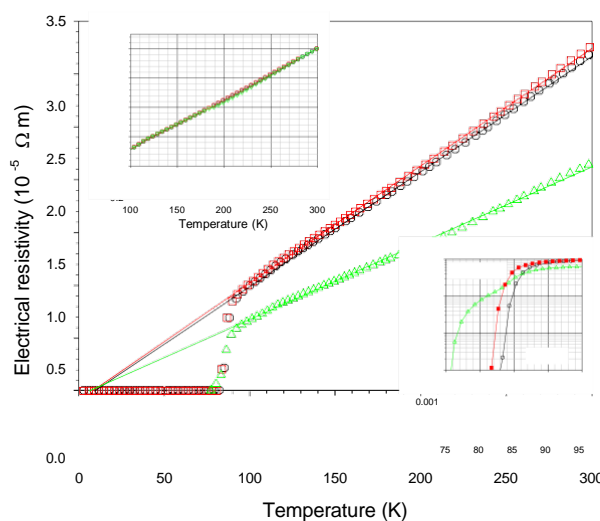 Electrical resistivity (10⁻⁵ Ω m)
3.5
3.0
2.5
2.0
1.5
1.0
0.5
0.0
0 50 100 150 200 250 300
Temperature (K)
100 150 200 250 300
Temperature (K)
0.001
75 80 85 90 95